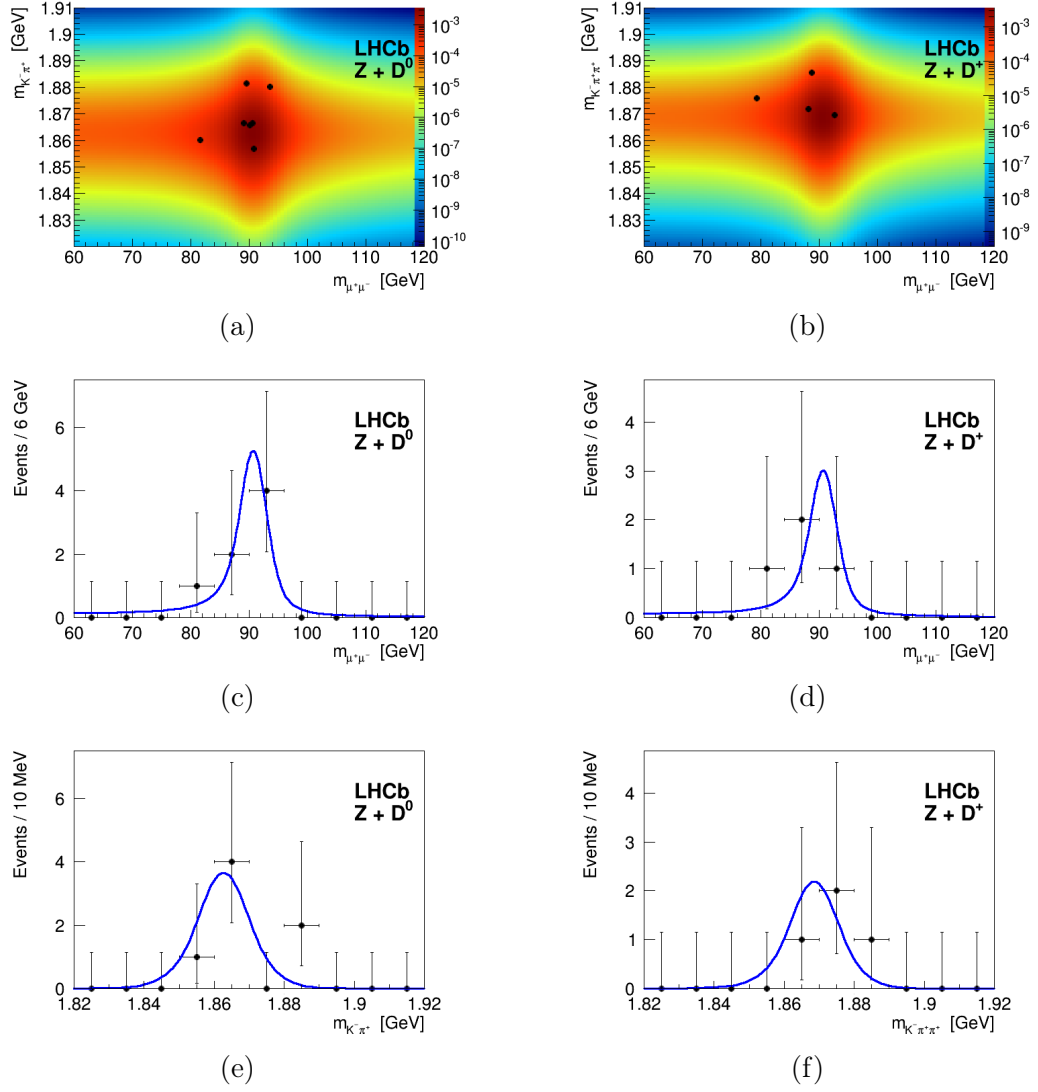 m_{K⁻π⁺} [GeV]
1.91
1.9
1.89
1.88
1.87
1.86
1.84
1.83
60 70 80 90 100 110 120
m_{μ⁺μ⁻} [GeV]
LHCb
Z + D⁰
10⁻³
10⁻⁴
10⁻⁵
10⁻⁶
10⁻⁷
10⁻⁸
10⁻⁹
10⁻¹⁰
(a)
m_{K⁻π⁺π⁺} [GeV]
1.91
1.9
1.89
1.88
1.87
1.86
1.84
1.83
60 70 80 90 100 110 120
m_{μ⁺μ⁻} [GeV]
LHCb
Z + D⁺
10⁻³
10⁻⁴
10⁻⁵
10⁻⁶
10⁻⁷
10⁻⁸
10⁻⁹
(b)
Events / 6 GeV
6
4
2
0
60 70 80 90 100 110 120
m_{μ⁺μ⁻} [GeV]
LHCb
Z + D⁰
(c)
Events / 6 GeV
4
3
2
1
0
60 70 80 90 100 110 120
m_{μ⁺μ⁻} [GeV]
LHCb
Z + D⁺
(d)
Events / 10 MeV
6
4
2
0
1.82 1.84 1.86 1.88 1.9 1.92
m_{K⁻π⁺} [GeV]
LHCb
Z + D⁰
(e)
Events / 10 MeV
4
3
2
1
0
1.82 1.84 1.86 1.88 1.9 1.92
m_{K⁻π⁺π⁺} [GeV]
LHCb
Z + D⁺
(f)